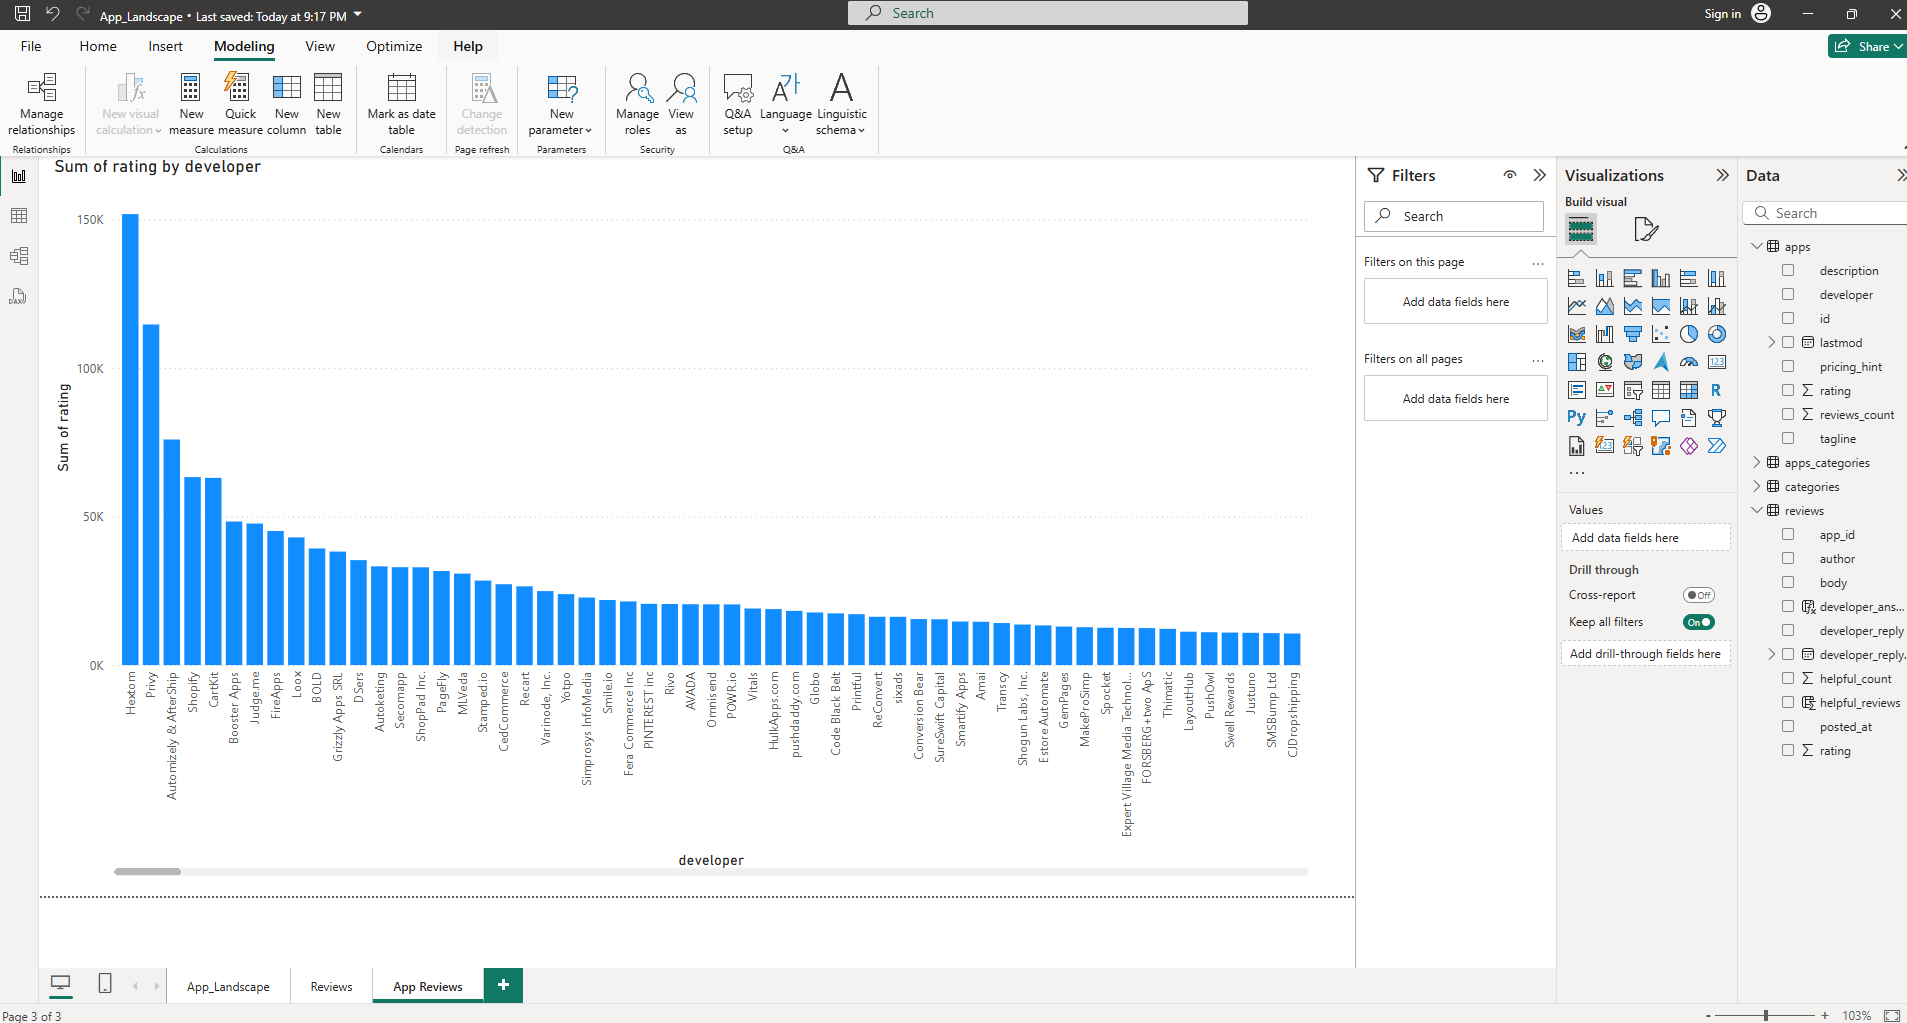 App_Landscape • Last saved: Today at 9:17 PM
Search
Sign in
File Home Insert Modeling View Optimize Help
Share
Manage relationships
New visual calculation
New measure
Quick measure
New column
New table
Mark as date table
Change detection
New parameter
Manage roles
View as
Q&A setup
Language
Linguistic schema
Relationships
Calculations
Calendars
Page refresh
Parameters
Security
Q&A
Sum of rating by developer
150K
100K
50K
0K
Sum of rating
Hextom
Privy
Automizely & AfterShip
Shopify
CartKit
Booster Apps
Judge.me
FireApps
Loox
BOLD
Grizzly Apps SRL
DSers
Autoketing
Secomapp
ShopPad Inc.
PageFly
MLVeda
Stamped.io
CedCommerce
Recart
Varinode, Inc.
Yotpo
Simprosys InfoMedia
Smile.io
Fera Commerce Inc
PINTEREST inc
Rivo
AVADA
Omnisend
POWR.io
Vitals
HulkApps.com
pushdaddy.com
Globo
Code Black Belt
Printful
ReConvert
sixads
Conversion Bear
SureSwift Capital
Smartify Apps
Amai
Transcy
Shogun Labs, Inc.
Estore Automate
GemPages
MakeProSimp
Spocket
Expert Village Media Technol...
FORSBERG+two ApS
Thimatic
LayoutHub
PushOwl
Swell Rewards
Justuno
SMSBump Ltd
CJDropshipping
developer
Filters
Search
Filters on this page
...
Add data fields here
Filters on all pages
...
Add data fields here
Visualizations
Build visual
123
R
Py
123
...
Values
Add data fields here
Drill through
Cross-report
Off
Keep all filters
On
Add drill-through fields here
Data
Search
apps
description
developer
id
lastmod
pricing_hint
rating
reviews_count
tagline
apps_categories
categories
reviews
app_id
author
body
developer_ans...
developer_reply
developer_reply.
helpful_count
helpful_reviews
posted_at
rating
DAX
App_Landscape
Reviews
App Reviews
+
Page 3 of 3
- + 103%